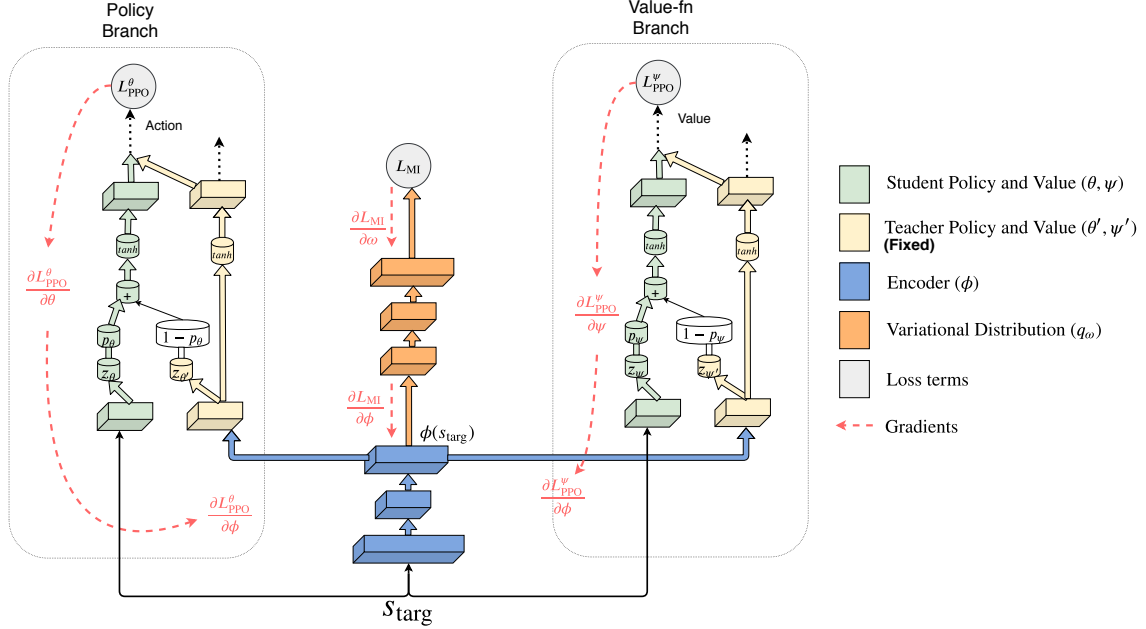 Policy
Branch
L^θ_PPO
Action
tanh
tanh
+
p_θ
1 − p_θ
z_θ
z_θ′
∂L^θ_PPO / ∂θ
∂L^θ_PPO / ∂ϕ
L_MI
∂L_MI / ∂ω
∂L_MI / ∂ϕ
ϕ(s_targ)
s_targ
Value-fn
Branch
L^ψ_PPO
Value
tanh
tanh
+
p_ψ
1 − p_ψ
z_ψ
z_ψ′
∂L^ψ_PPO / ∂ψ
∂L^ψ_PPO / ∂ϕ
Student Policy and Value (θ, ψ)
Teacher Policy and Value (θ′, ψ′)
(Fixed)
Encoder (ϕ)
Variational Distribution (q_ω)
Loss terms
Gradients